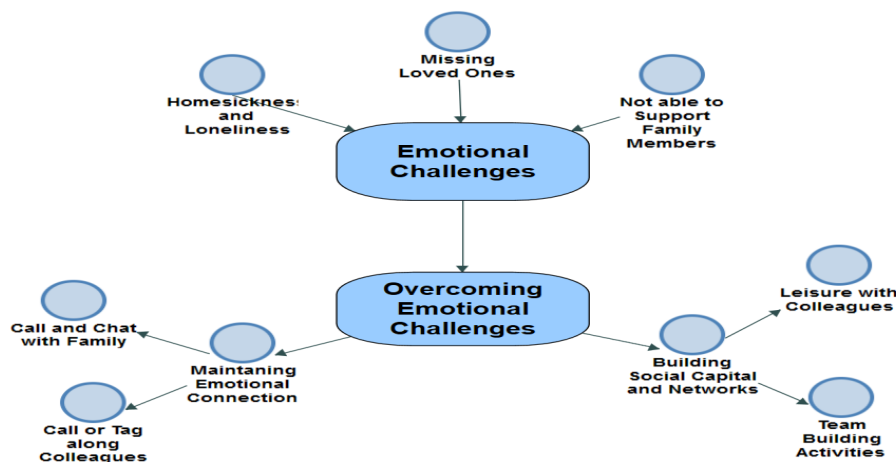 Missing
Loved Ones
Homesickness
and
Loneliness
Not able to
Support
Family
Members
Emotional
Challenges
Overcoming
Emotional
Challenges
Call and Chat
with Family
Maintaning
Emotional
Connection
Call or Tag
along
Colleagues
Building
Social Capital
and Networks
Leisure with
Colleagues
Team
Building
Activities